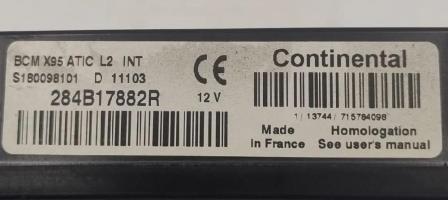 BCM X95 ATIC L2 INT
S180098101 D 11103
284B17882R
12 V
CE
Continental
1/ 13744/ 715784098
Made in France
Homologation
See user's manual